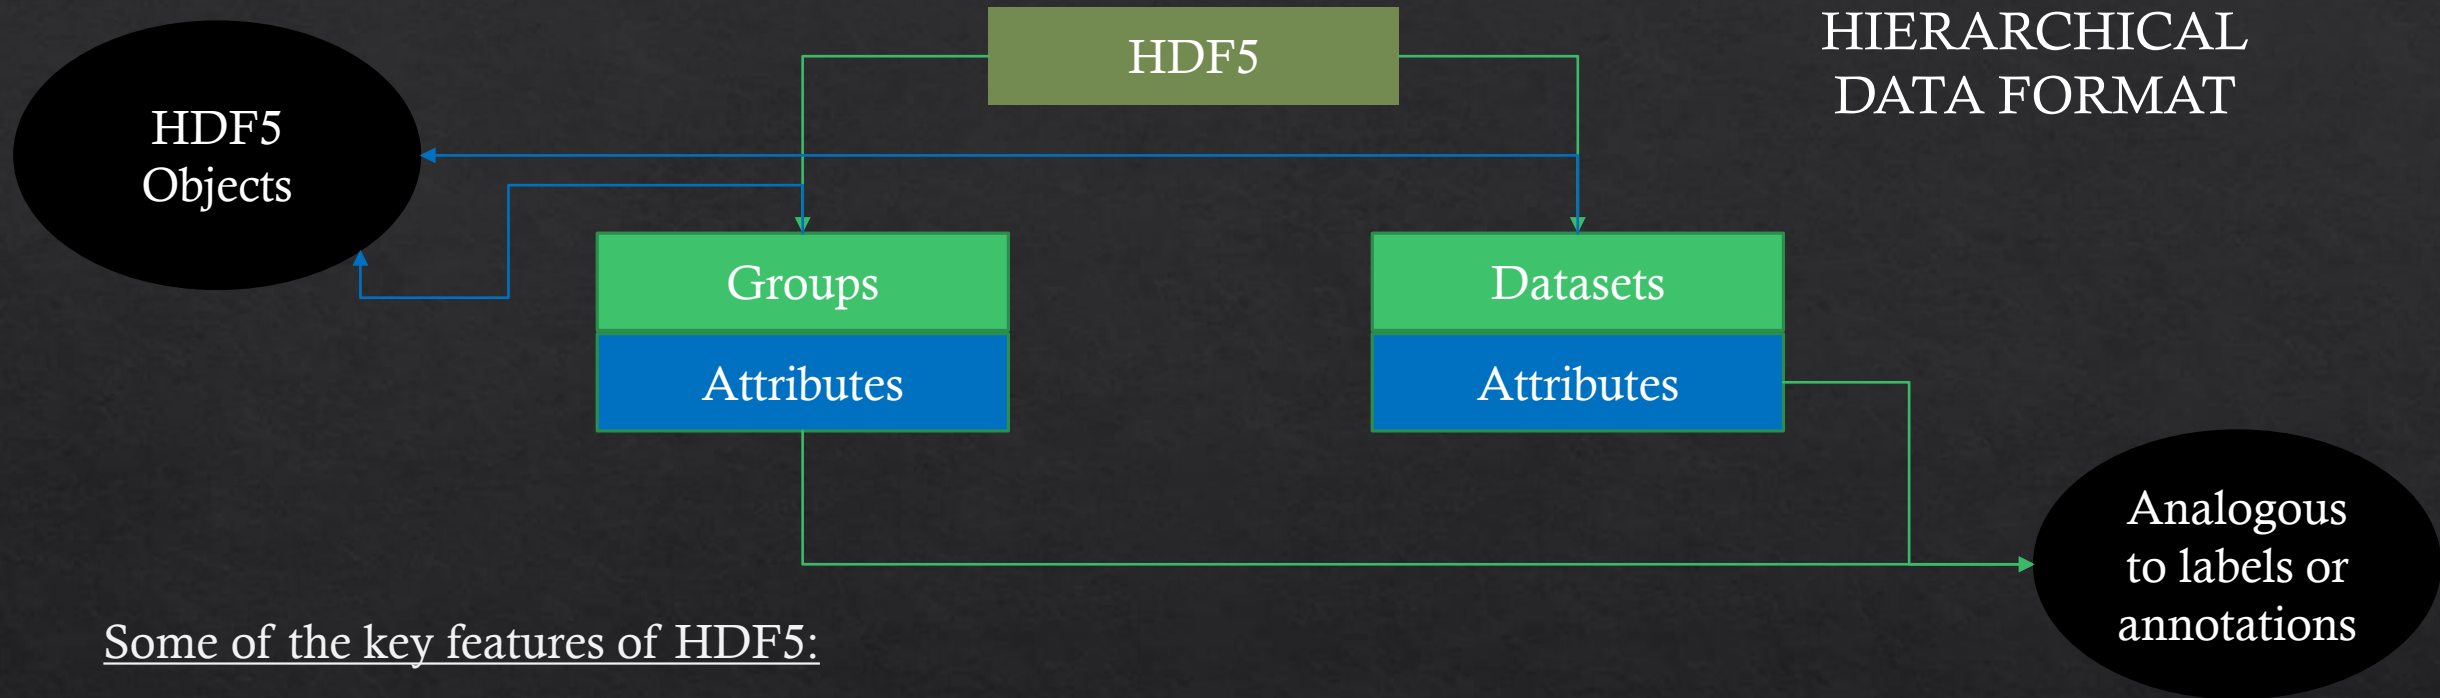 HIERARCHICAL
DATA FORMAT
HDF5
HDF5
Objects
Groups
Datasets
Attributes
Attributes
Analogous
to labels or
annotations
Some of the key features of HDF5: